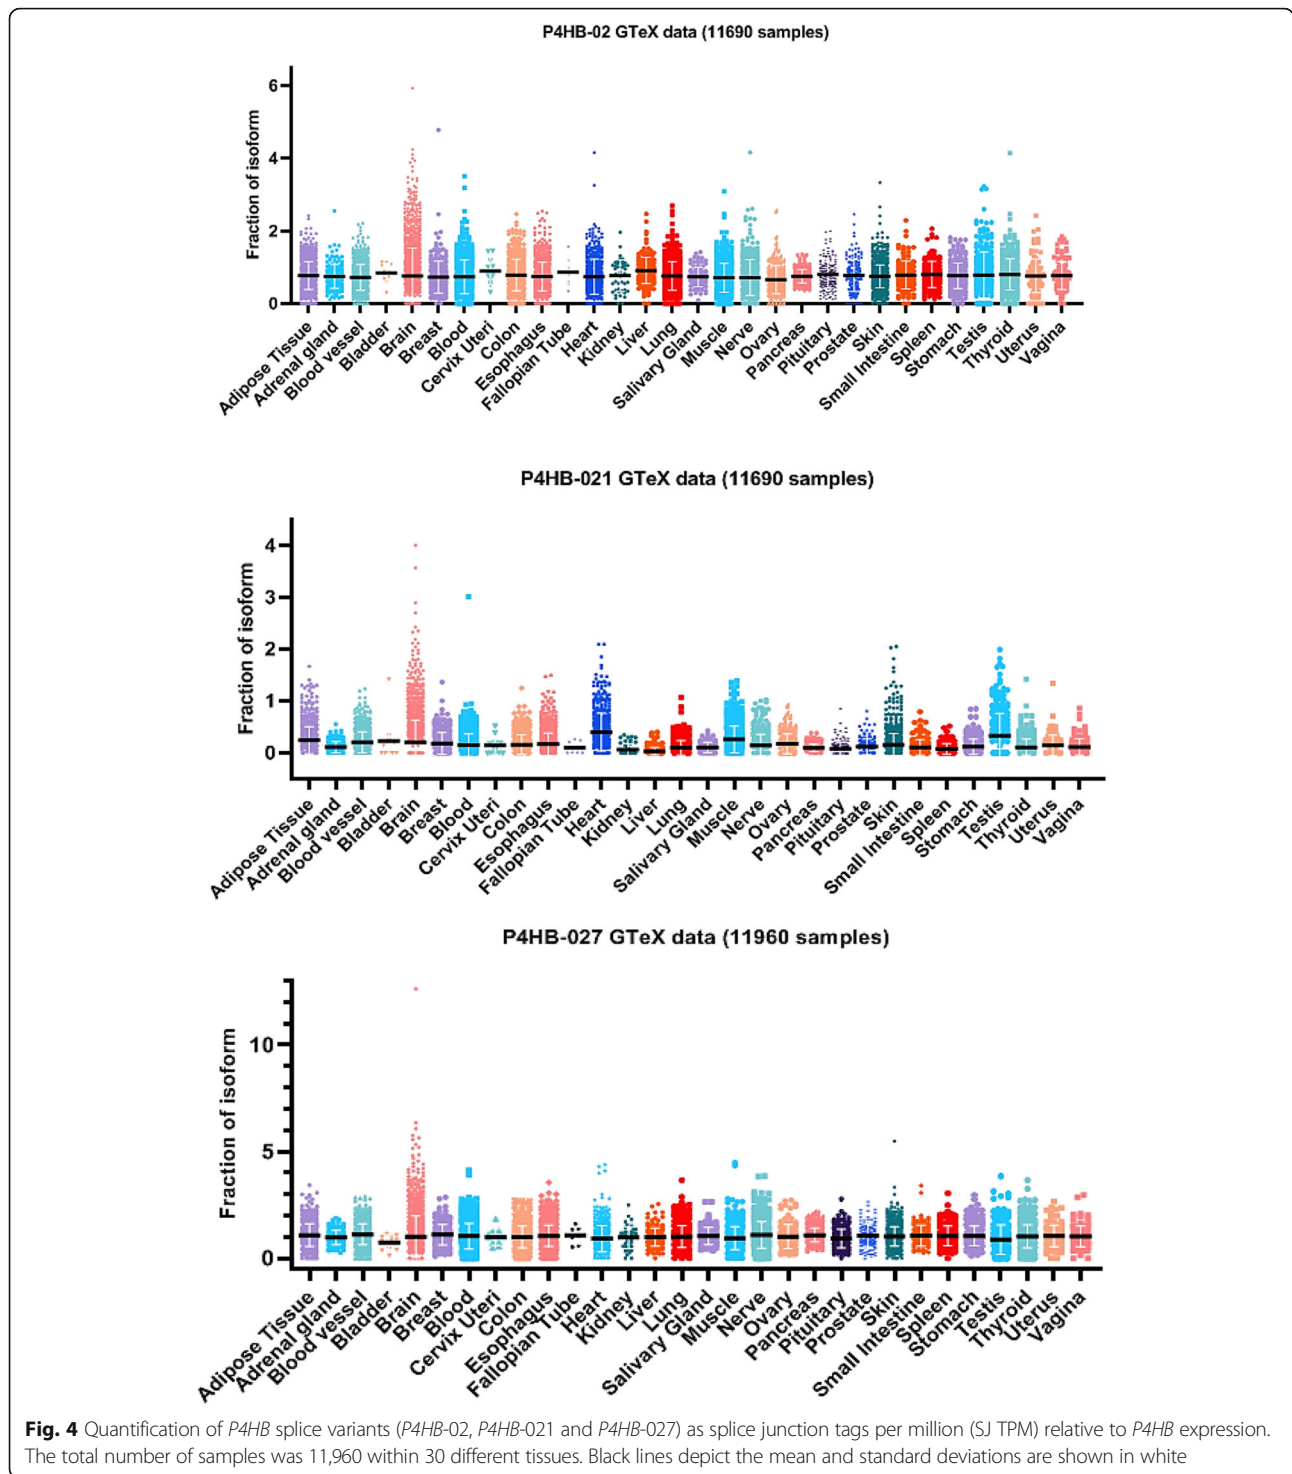 P4HB-02 GTeX data (11690 samples)
Fraction of isoform
6
4
2
0
Adipose Tissue
Adrenal gland
Blood vessel
Bladder
Brain
Breast
Blood
Cervix Uteri
Colon
Esophagus
Fallopian Tube
Heart
Kidney
Liver
Lung
Salivary Gland
Muscle
Nerve
Ovary
Pancreas
Pituitary
Prostate
Skin
Small Intestine
Spleen
Stomach
Testis
Thyroid
Uterus
Vagina
P4HB-021 GTeX data (11690 samples)
Fraction of isoform
4
3
2
1
0
Adipose Tissue
Adrenal gland
Blood vessel
Bladder
Brain
Breast
Blood
Cervix Uteri
Colon
Esophagus
Fallopian Tube
Heart
Kidney
Liver
Lung
Salivary Gland
Muscle
Nerve
Ovary
Pancreas
Pituitary
Prostate
Skin
Small Intestine
Spleen
Stomach
Testis
Thyroid
Uterus
Vagina
P4HB-027 GTeX data (11960 samples)
Fraction of isoform
10
5
0
Adipose Tissue
Adrenal gland
Blood vessel
Bladder
Brain
Breast
Blood
Cervix Uteri
Colon
Esophagus
Fallopian Tube
Heart
Kidney
Liver
Lung
Salivary Gland
Muscle
Nerve
Ovary
Pancreas
Pituitary
Prostate
Skin
Small Intestine
Spleen
Stomach
Testis
Thyroid
Uterus
Vagina
Fig. 4 Quantification of P4HB splice variants (P4HB-02, P4HB-021 and P4HB-027) as splice junction tags per million (SJ TPM) relative to P4HB expression.
The total number of samples was 11,960 within 30 different tissues. Black lines depict the mean and standard deviations are shown in white